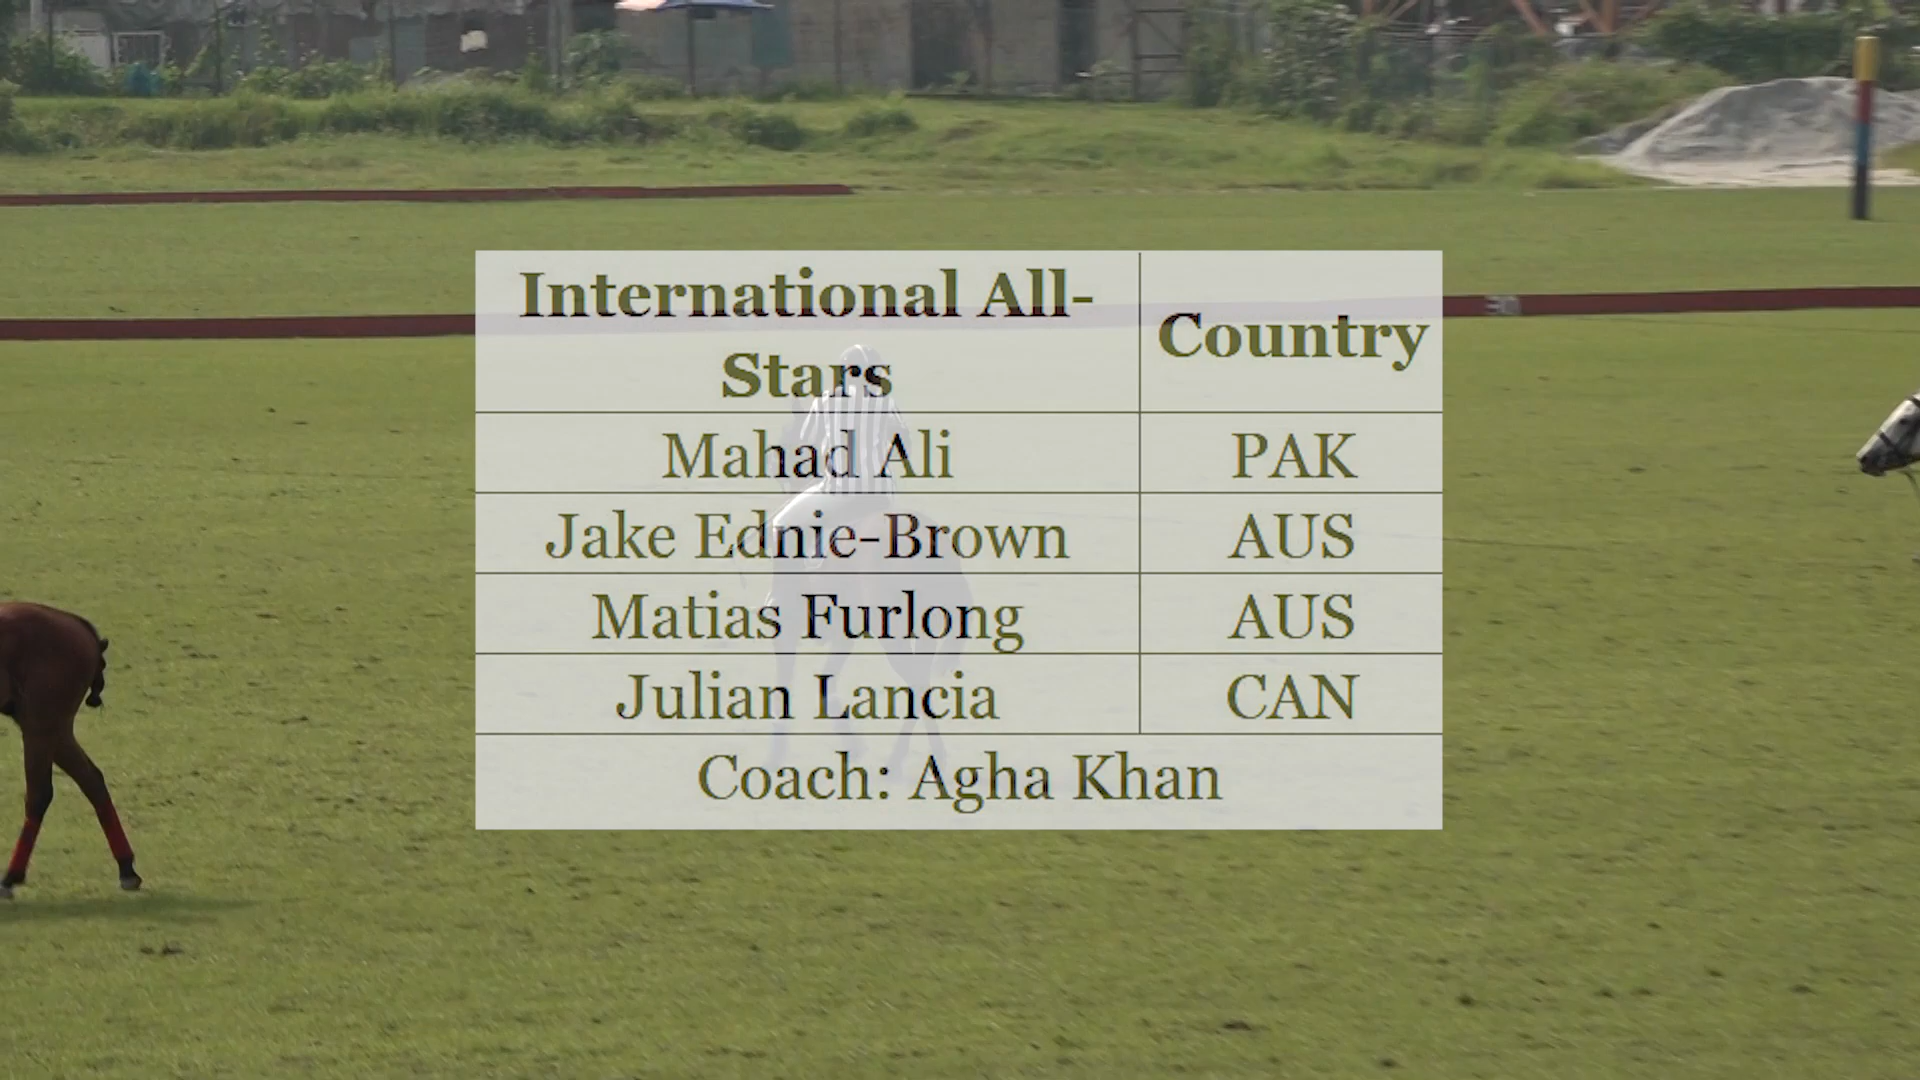 International All-
Stars
Country
Mahad Ali PAK
Jake Ednie-Brown AUS
Matias Furlong AUS
Julian Lancia CAN
Coach: Agha Khan